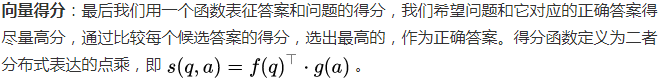 向量得分：最后我们用一个函数表征答案和问题的得分，我们希望问题和它对应的正确答案得
尽量高分，通过比较每个候选答案的得分，选出最高的，作为正确答案。得分函数定义为二者
分布式表达的点乘，即 s(q, a) = f(q)⊤ · g(a) 。